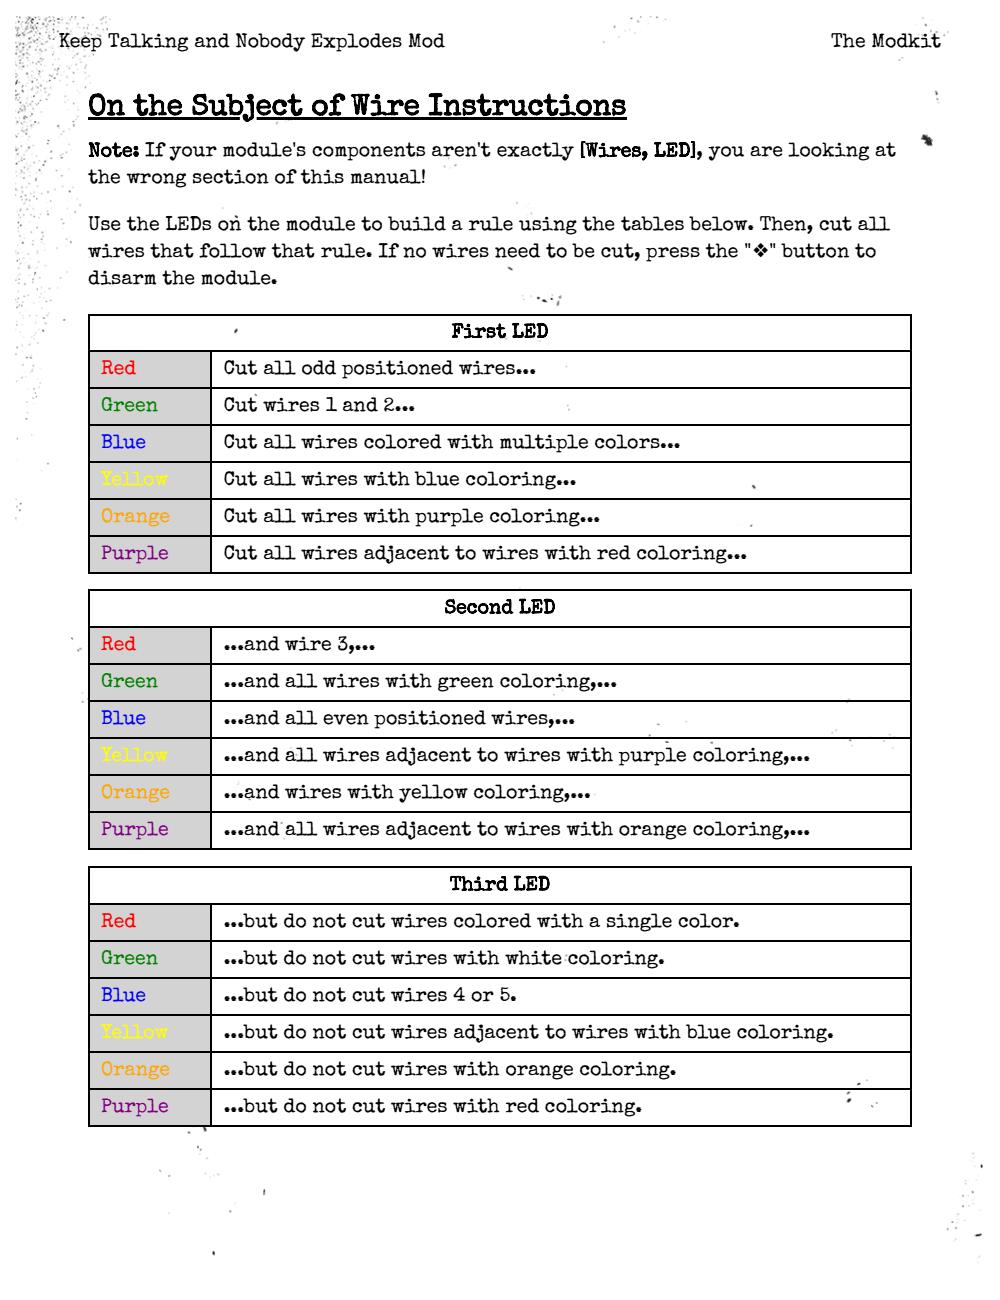 Keep Talking and Nobody Explodes Mod The Modkit
On the Subject of Wire Instructions
Note: If your module's components aren't exactly [Wires, LED], you are looking at
the wrong section of this manual!
Use the LEDs on the module to build a rule using the tables below. Then, cut all
wires that follow that rule. If no wires need to be cut, press the "❖" button to
disarm the module.
First LED
Red Cut all odd positioned wires...
Green Cut wires 1 and 2...
Blue Cut all wires colored with multiple colors...
Yellow Cut all wires with blue coloring...
Orange Cut all wires with purple coloring...
Purple Cut all wires adjacent to wires with red coloring...
Second LED
Red ...and wire 3,...
Green ...and all wires with green coloring,...
Blue ...and all even positioned wires,...
Yellow ...and all wires adjacent to wires with purple coloring,...
Orange ...and wires with yellow coloring,...
Purple ...and all wires adjacent to wires with orange coloring,...
Third LED
Red ...but do not cut wires colored with a single color.
Green ...but do not cut wires with white coloring.
Blue ...but do not cut wires 4 or 5.
Yellow ...but do not cut wires adjacent to wires with blue coloring.
Orange ...but do not cut wires with orange coloring.
Purple ...but do not cut wires with red coloring.